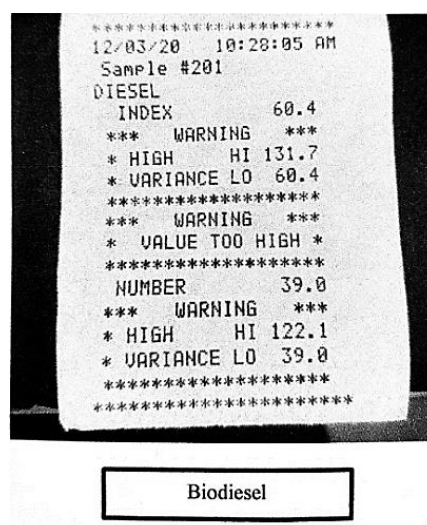 ************************
12/03/20 10:28:05 AM
Sample #201
DIESEL
INDEX 60.4
*** WARNING ***
* HIGH HI 131.7
* VARIANCE LO 60.4
********************
*** WARNING ***
* VALUE TOO HIGH *
********************
NUMBER 39.0
*** WARNING ***
* HIGH HI 122.1
* VARIANCE LO 39.0
********************
************************
Biodiesel